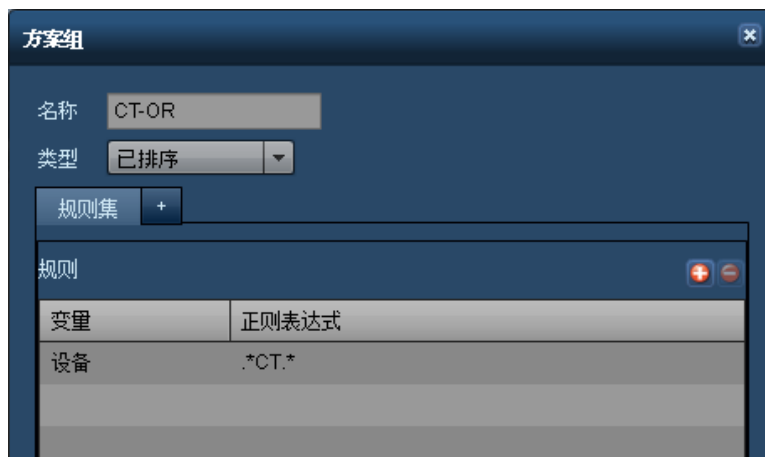 方案组
名称 CT-OR
类型 已排序
规则集 +
规则
变量 正则表达式
设备 .*CT.*